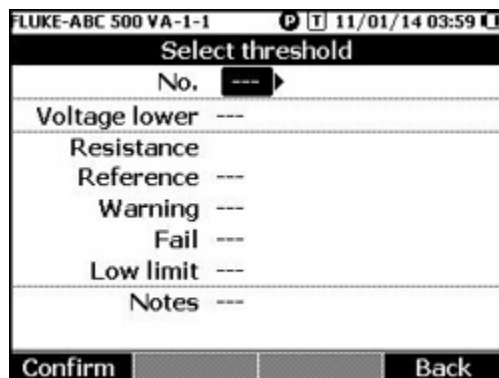 FLUKE-ABC 500 VA-1-1 P T 11/01/14 03:59
Select threshold
No. ---
Voltage lower ---
Resistance
Reference ---
Warning ---
Fail ---
Low limit ---
Notes ---
Confirm Back